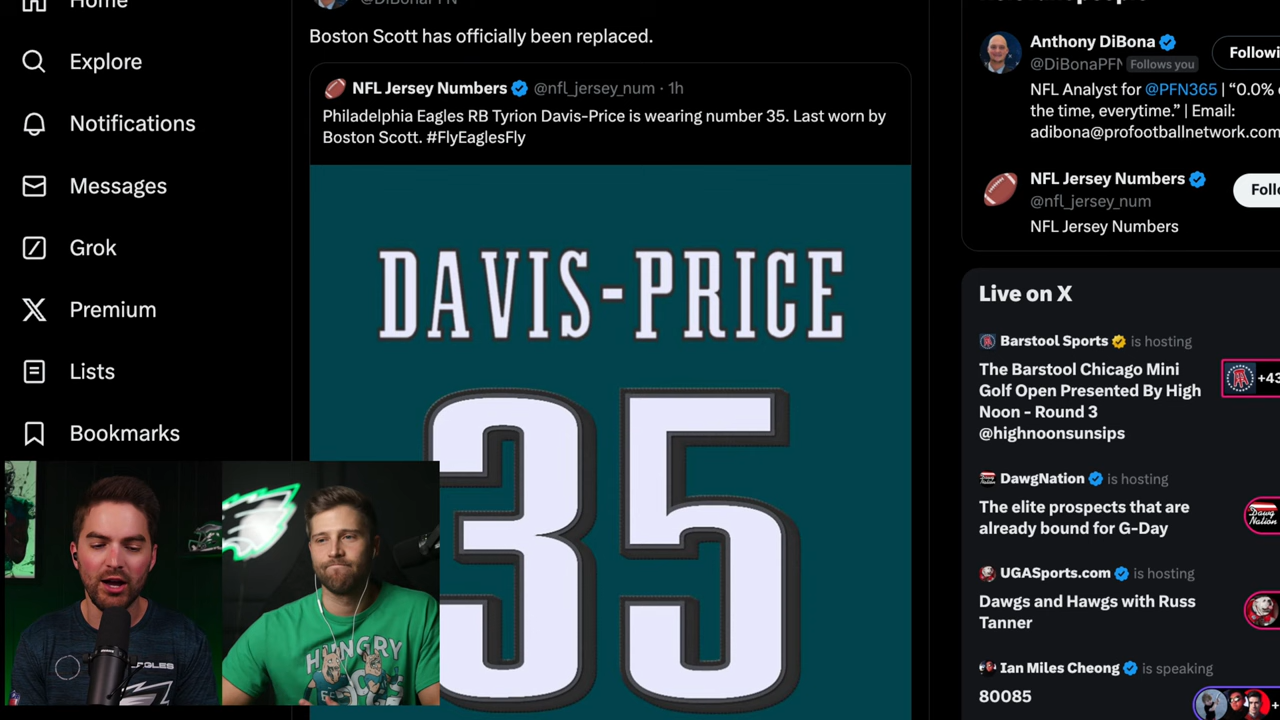 Home
@DiBonaPFN
Boston Scott has officially been replaced.
NFL Jersey Numbers @nfl_jersey_num · 1h
Philadelphia Eagles RB Tyrion Davis-Price is wearing number 35. Last worn by
Boston Scott. #FlyEaglesFly
DAVIS-PRICE
35
Explore
Notifications
Messages
Grok
Premium
Lists
Bookmarks
HUNGRY
Anthony DiBona
@DiBonaPFN Follows you
Followi
NFL Analyst for @PFN365 | “0.0% c
the time, everytime.” | Email:
adibona@profootballnetwork.com
NFL Jersey Numbers
@nfl_jersey_num
Follo
NFL Jersey Numbers
Live on X
Barstool Sports is hosting
The Barstool Chicago Mini
Golf Open Presented By High
Noon - Round 3
@highnoonsunsips
+43
DawgNation is hosting
The elite prospects that are
already bound for G-Day
UGASports.com is hosting
Dawgs and Hawgs with Russ
Tanner
Ian Miles Cheong is speaking
80085